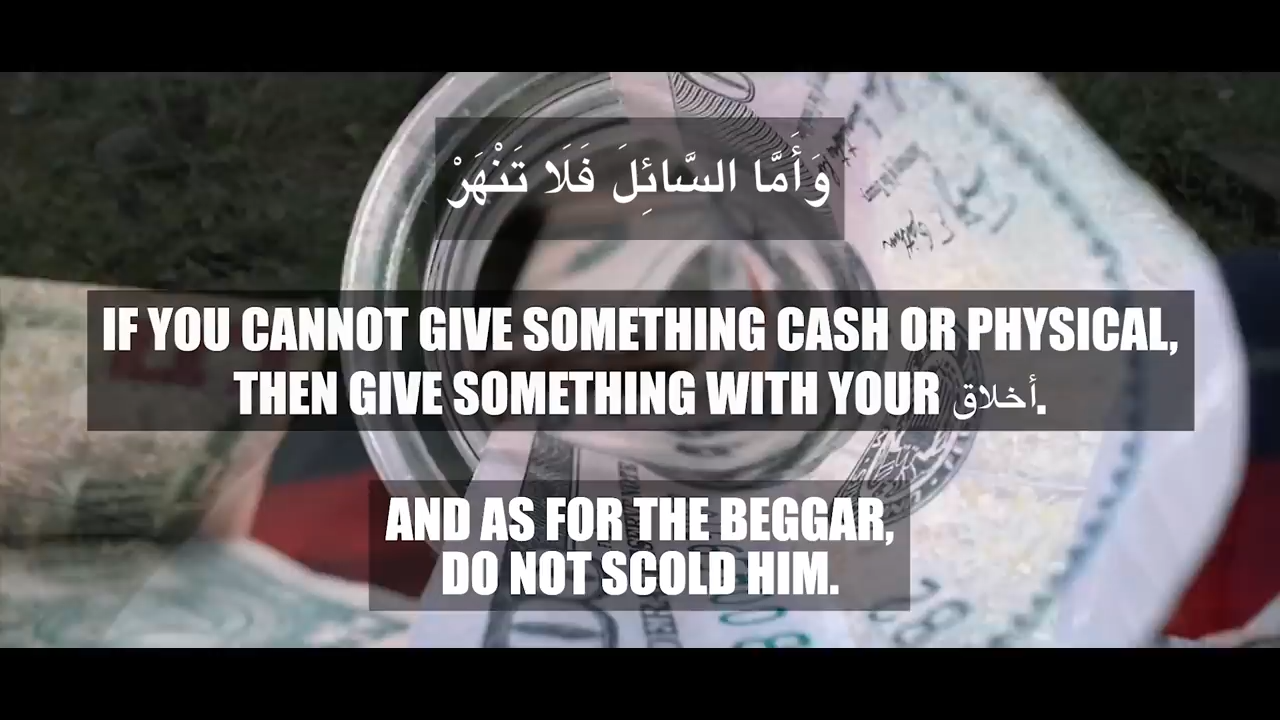 وَأَمَّا السَّائِلَ فَلَا تَنْهَرْ
IF YOU CANNOT GIVE SOMETHING CASH OR PHYSICAL,
THEN GIVE SOMETHING WITH YOUR أخلاق.
AND AS FOR THE BEGGAR,
DO NOT SCOLD HIM.